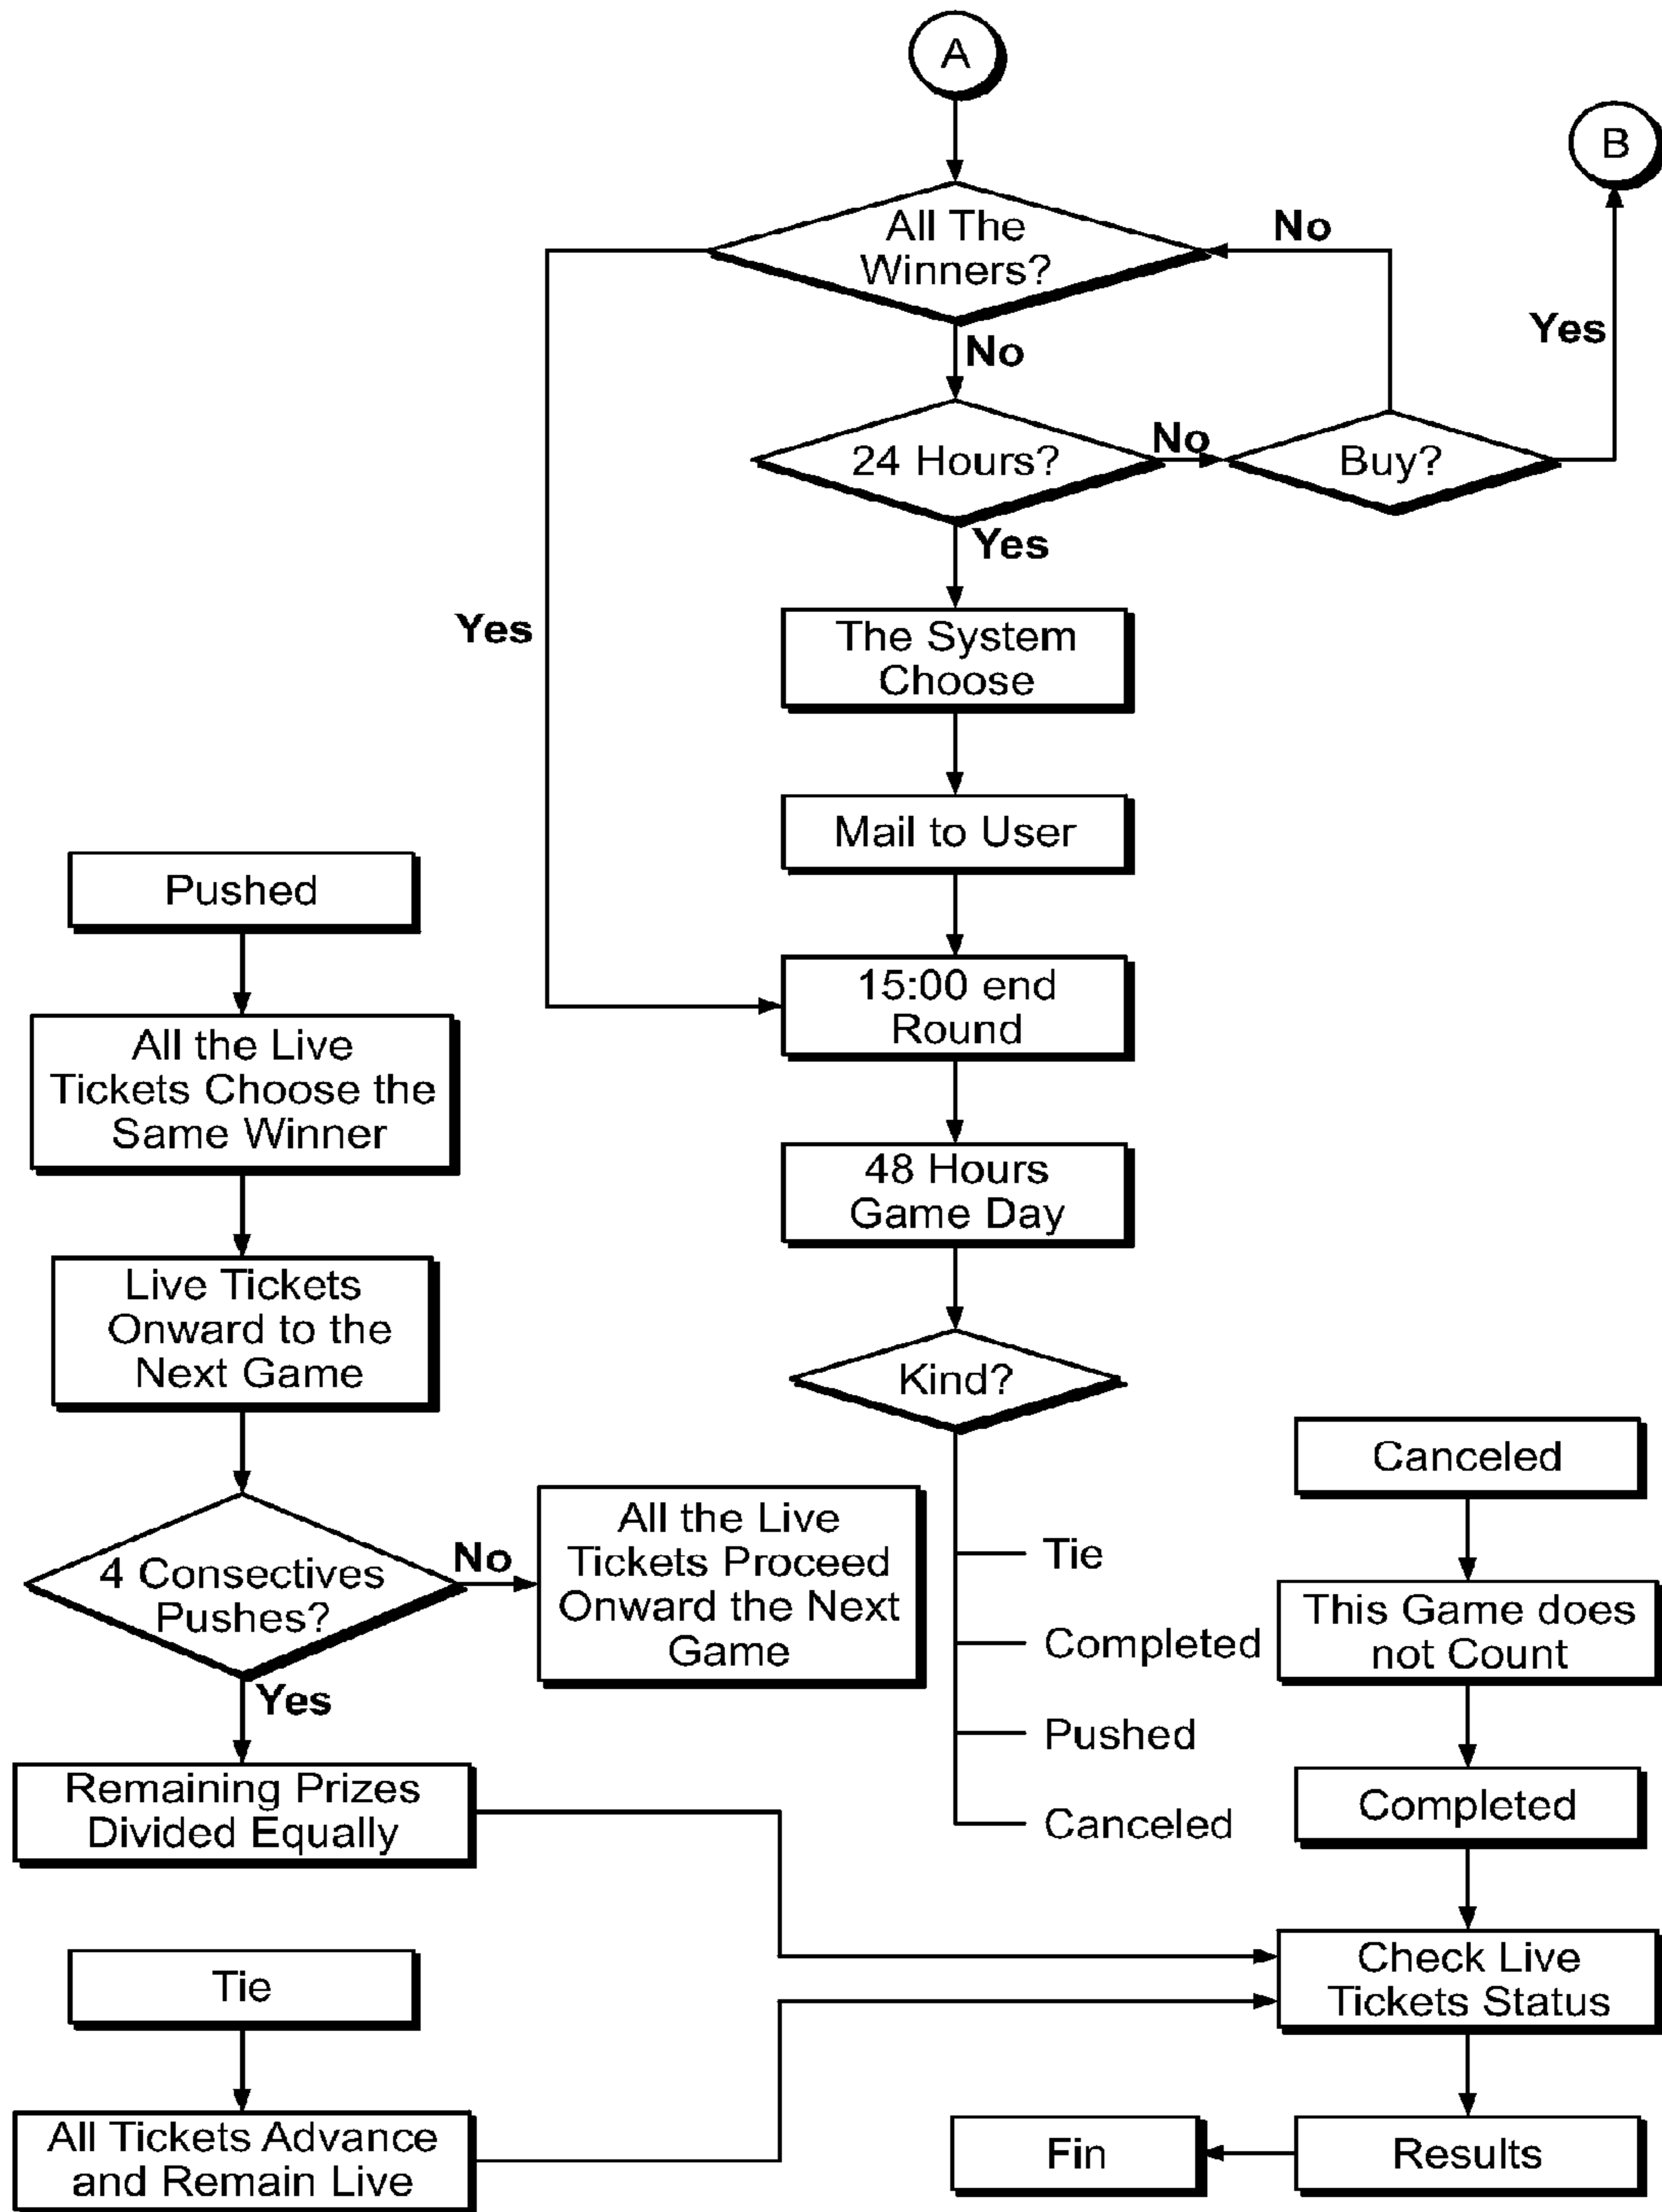 A
B
All The
Winners?
No
Yes
No
24 Hours?
No
Buy?
Yes
Yes
The System
Choose
Mail to User
15:00 end
Round
48 Hours
Game Day
Kind?
Tie
Completed
Pushed
Canceled
Pushed
All the Live
Tickets Choose the
Same Winner
Live Tickets
Onward to the
Next Game
4 Consectives
Pushes?
No
All the Live
Tickets Proceed
Onward the Next
Game
Yes
Remaining Prizes
Divided Equally
Tie
All Tickets Advance
and Remain Live
Canceled
This Game does
not Count
Completed
Check Live
Tickets Status
Results
Fin